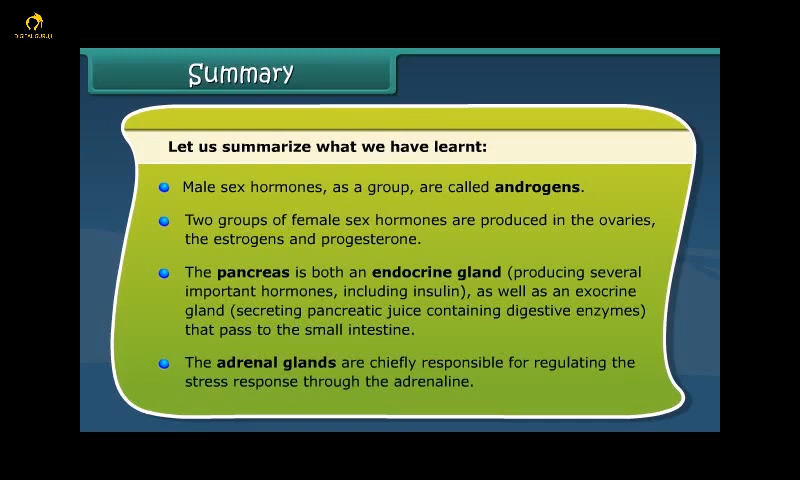 DIGITAL GURUJI
Summary
Let us summarize what we have learnt:
Male sex hormones, as a group, are called androgens.
Two groups of female sex hormones are produced in the ovaries,
the estrogens and progesterone.
The pancreas is both an endocrine gland (producing several
important hormones, including insulin), as well as an exocrine
gland (secreting pancreatic juice containing digestive enzymes)
that pass to the small intestine.
The adrenal glands are chiefly responsible for regulating the
stress response through the adrenaline.